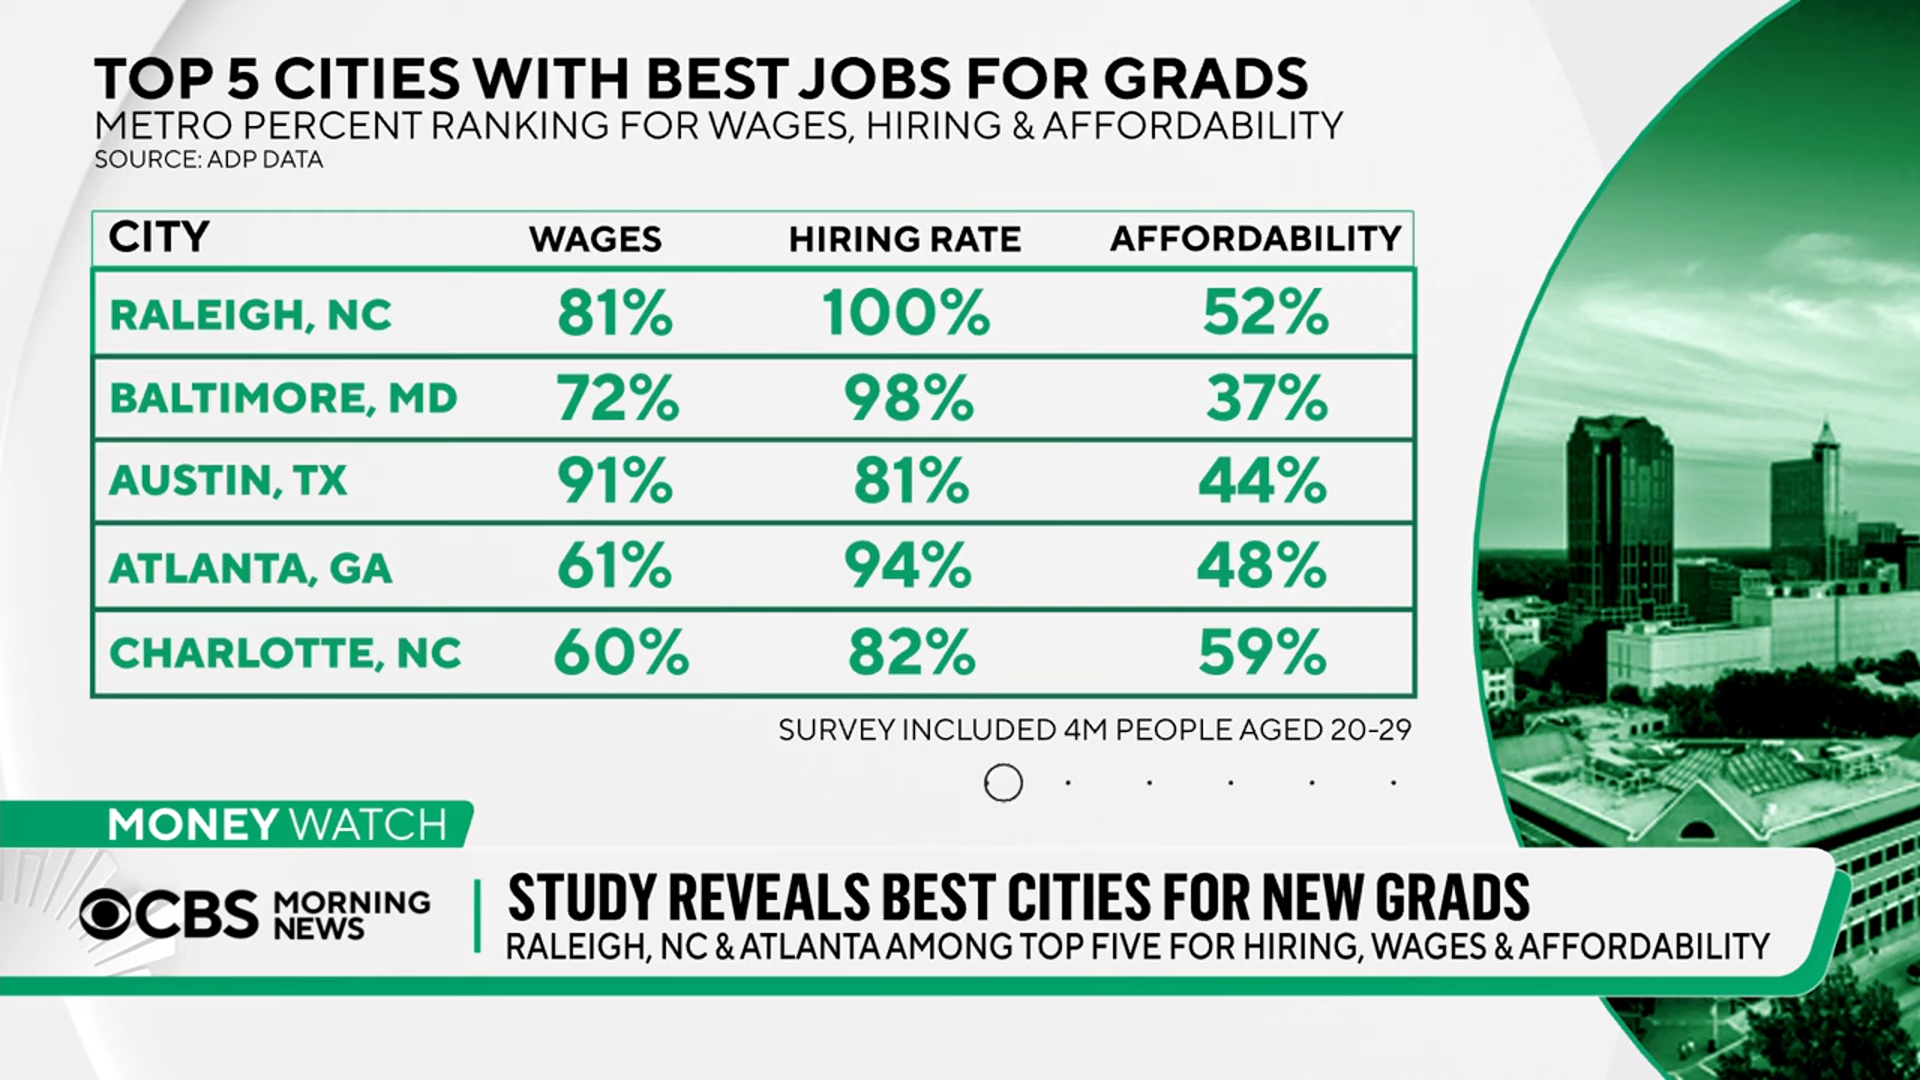 TOP 5 CITIES WITH BEST JOBS FOR GRADS
METRO PERCENT RANKING FOR WAGES, HIRING & AFFORDABILITY
SOURCE: ADP DATA
CITY WAGES HIRING RATE AFFORDABILITY
RALEIGH, NC 81% 100% 52%
BALTIMORE, MD 72% 98% 37%
AUSTIN, TX 91% 81% 44%
ATLANTA, GA 61% 94% 48%
CHARLOTTE, NC 60% 82% 59%
SURVEY INCLUDED 4M PEOPLE AGED 20-29
MONEY WATCH
CBS MORNING NEWS
STUDY REVEALS BEST CITIES FOR NEW GRADS
RALEIGH, NC & ATLANTA AMONG TOP FIVE FOR HIRING, WAGES & AFFORDABILITY